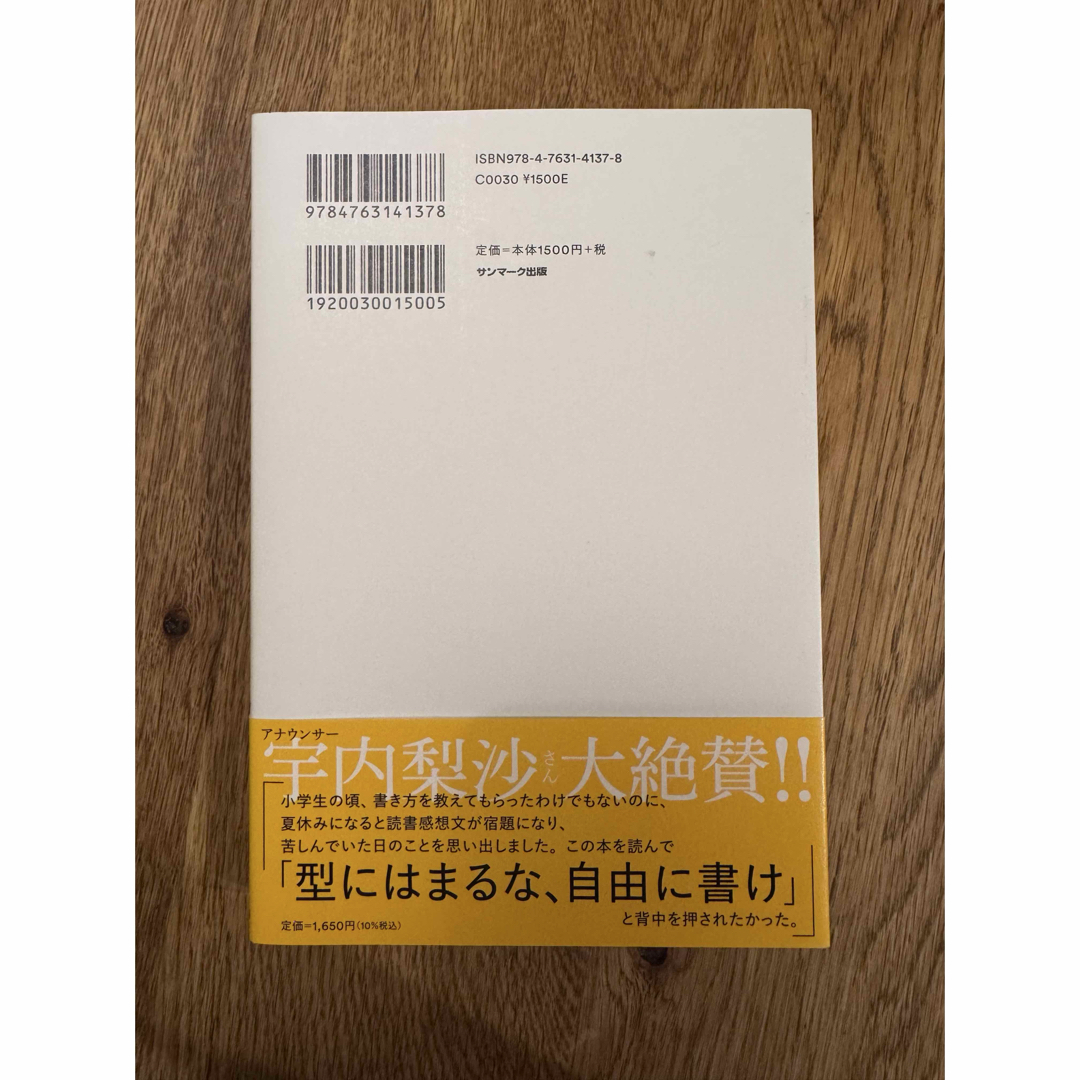 ISBN978-4-7631-4137-8
C0030 ¥1500E
9784763141378
定価=本体1500円+税
サンマーク出版
1920030015005
アナウンサー
宇内梨沙さん大絶賛!!
「小学生の頃、書き方を教えてもらったわけでもないのに、
夏休みになると読書感想文が宿題になり、
苦しんでいた日のことを思い出しました。この本を読んで
「型にはまるな、自由に書け」
と背中を押されたかった。」
定価=1,650円(10%税込)